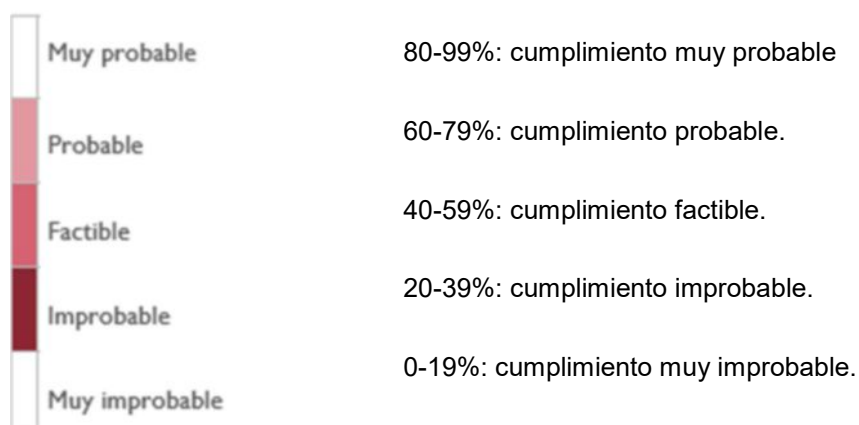 Muy probable
80-99%: cumplimiento muy probable
Probable
60-79%: cumplimiento probable.
Factible
40-59%: cumplimiento factible.
Improbable
20-39%: cumplimiento improbable.
Muy improbable
0-19%: cumplimiento muy improbable.